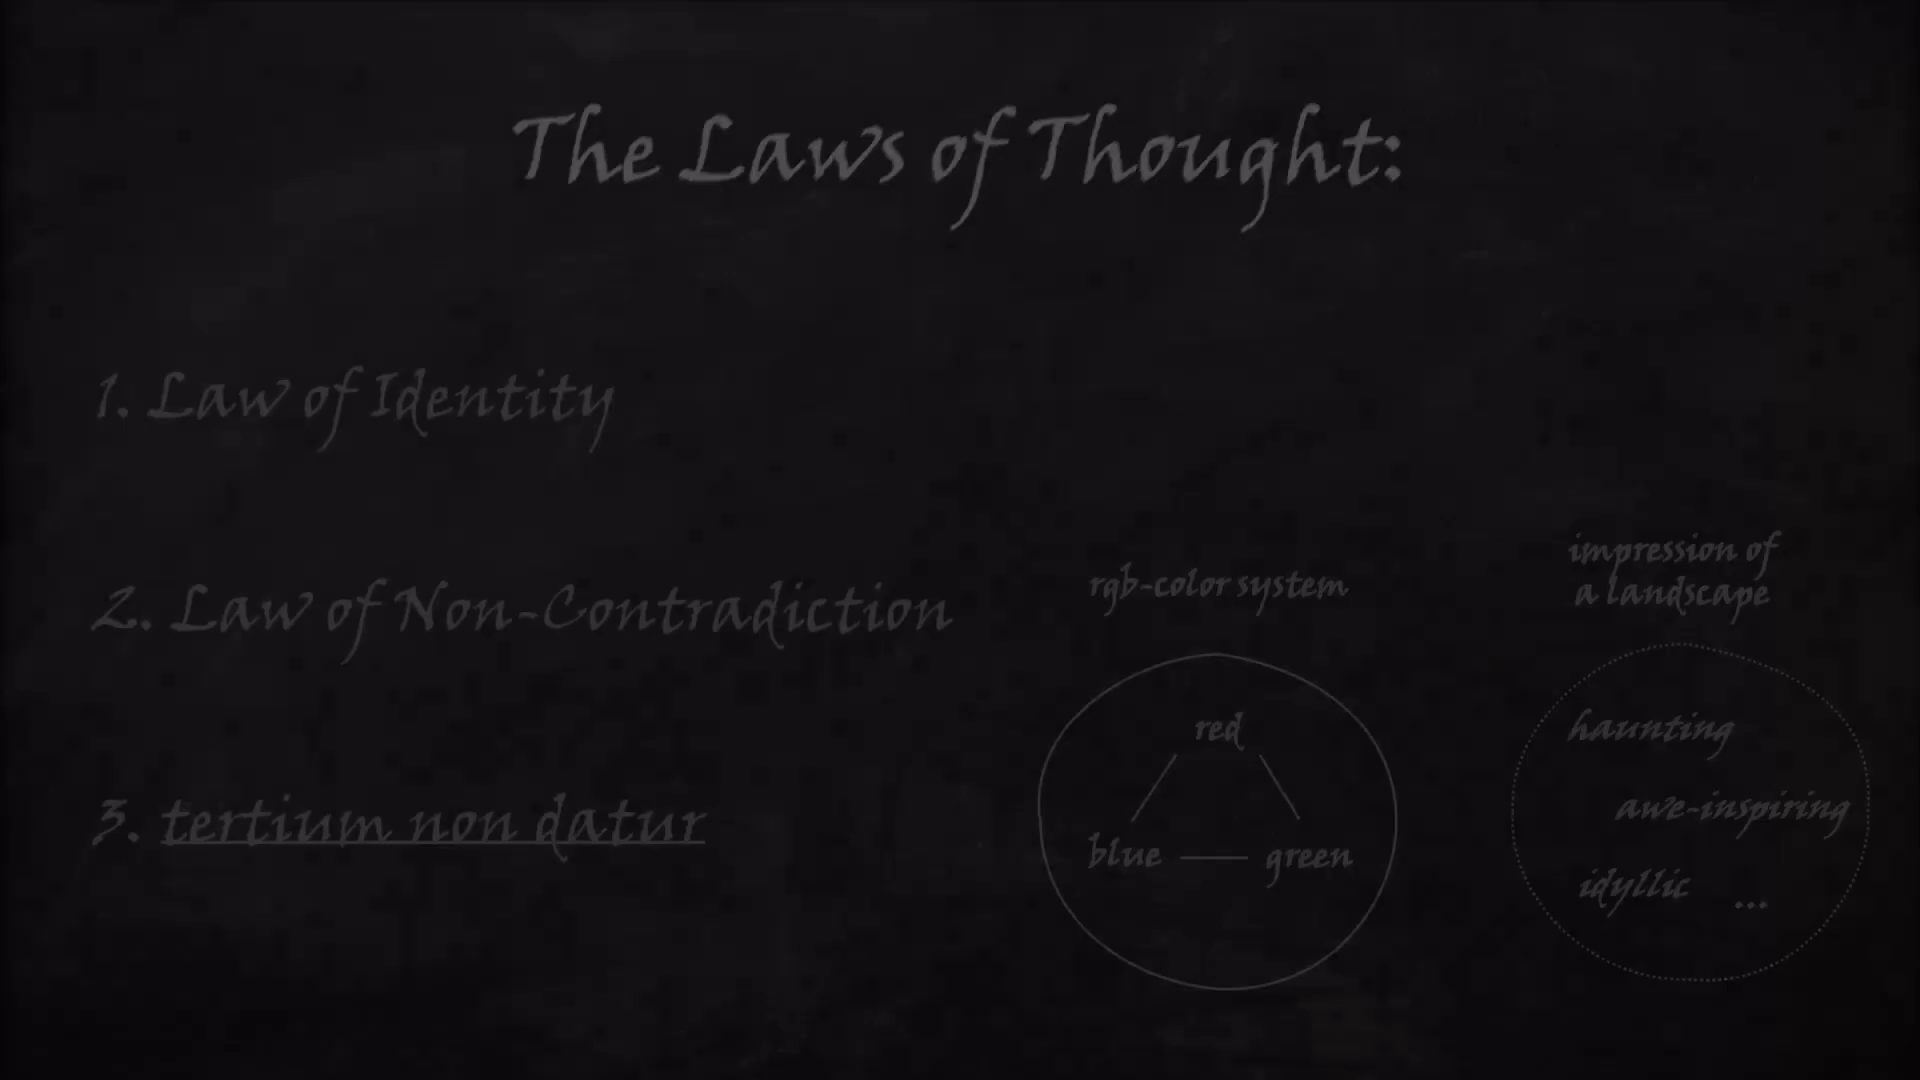 The Laws of Thought:
1. Law of Identity
2. Law of Non-Contradiction
3. tertium non datur
rgb-color system
red
blue
green
impression of
a landscape
haunting
awe-inspiring
idyllic ...